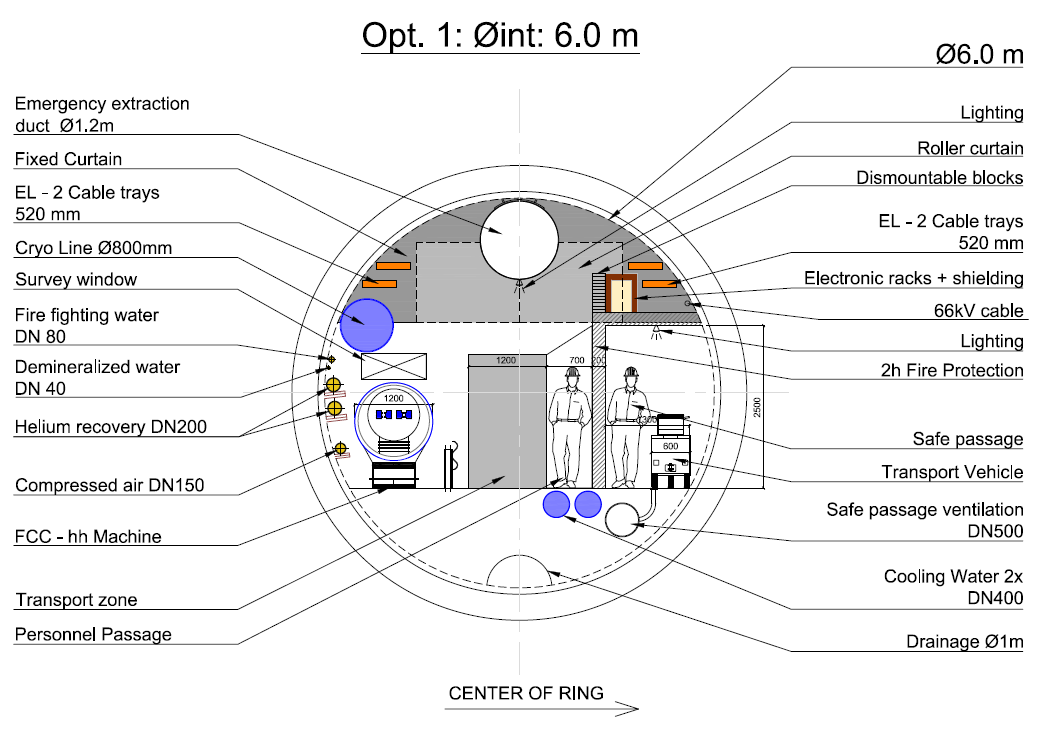 Opt. 1: Øint: 6.0 m
Ø6.0 m
Emergency extraction
duct Ø1.2m
Fixed Curtain
EL - 2 Cable trays
520 mm
Cryo Line Ø800mm
Survey window
Fire fighting water
DN 80
Demineralized water
DN 40
Helium recovery DN200
Compressed air DN150
FCC - hh Machine
Transport zone
Personnel Passage
Lighting
Roller curtain
Dismountable blocks
EL - 2 Cable trays
520 mm
Electronic racks + shielding
66kV cable
Lighting
2h Fire Protection
Safe passage
Transport Vehicle
Safe passage ventilation
DN500
Cooling Water 2x
DN400
Drainage Ø1m
1200
700
200
1200
600
2500
CENTER OF RING